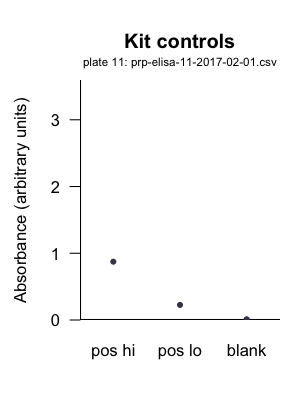 Kit controls
plate 11: prp-elisa-11-2017-02-01.csv
Absorbance (arbitrary units)
3
2
1
0
pos hi pos lo blank